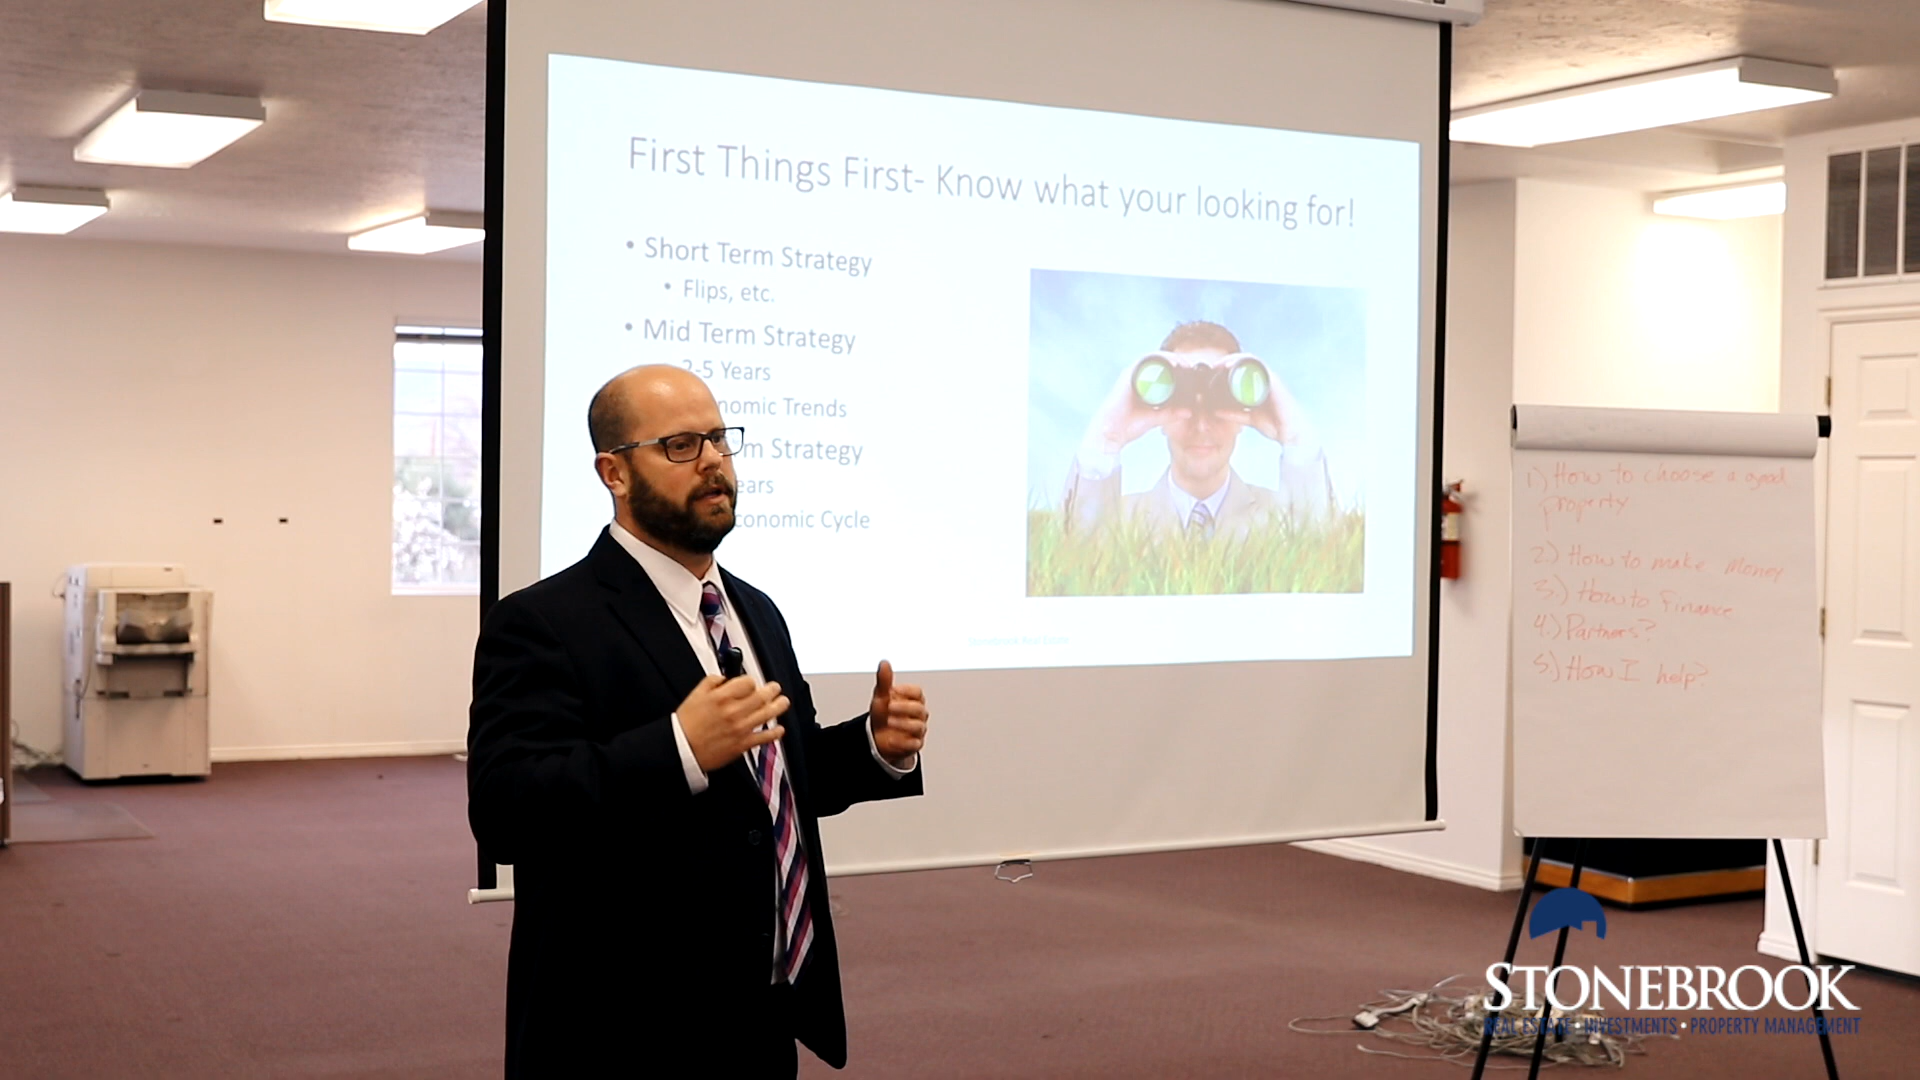 First Things First- Know what your looking for!
• Short Term Strategy
• Flips, etc.
• Mid Term Strategy
2-5 Years
nomic Trends
m Strategy
ears
conomic Cycle
1.) How to choose a good
property
2.) How to make Money
3.) How to Finance
4.) Partners?
5.) How I help?
STONEBROOK
REAL ESTATE • INVESTMENTS • PROPERTY MANAGEMENT